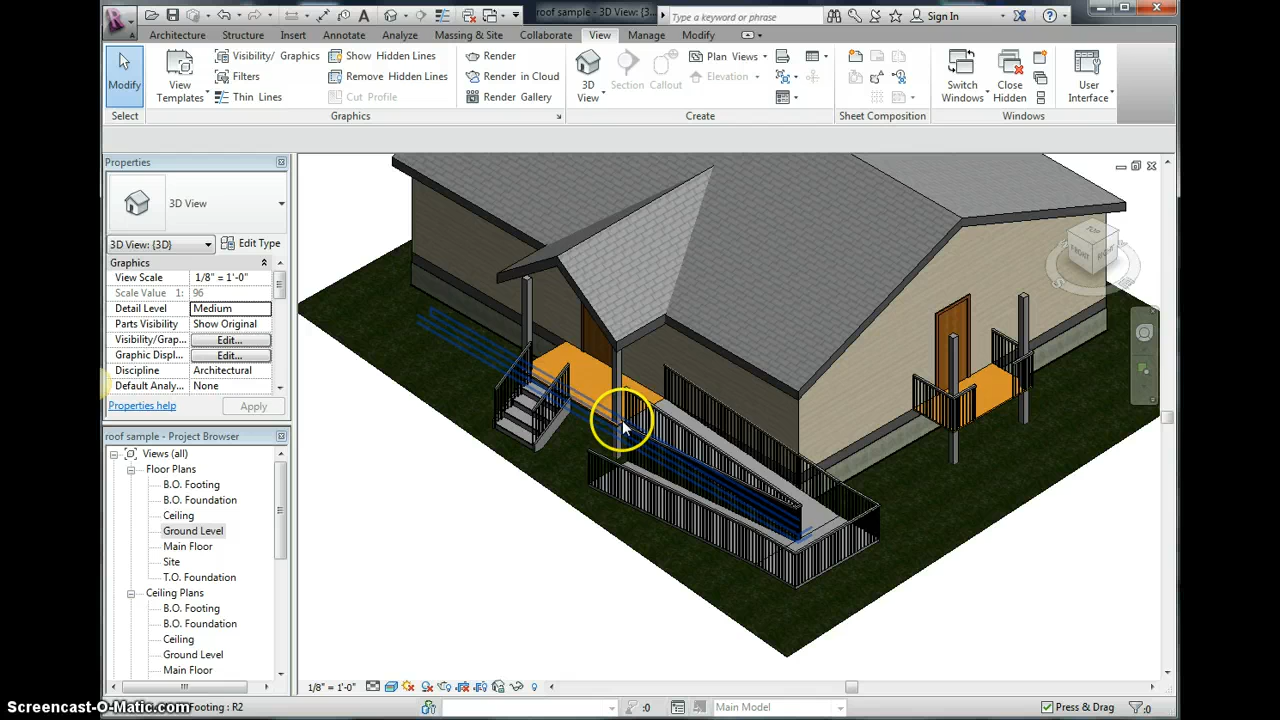 roof sample - 3D View: {3...
Type a keyword or phrase
Sign In
Architecture Structure Insert Annotate Analyze Massing & Site Collaborate View Manage Modify
Modify
View Templates
Visibility/ Graphics
Filters
Thin Lines
Show Hidden Lines
Remove Hidden Lines
Cut Profile
Render
Render in Cloud
Render Gallery
3D View
Section
Callout
Plan Views
Elevation
Switch Windows
Close Hidden
User Interface
Select Graphics Create Sheet Composition Windows
Properties
3D View
3D View: {3D} Edit Type
Graphics
View Scale 1/8" = 1'-0"
Scale Value 1: 96
Detail Level Medium
Parts Visibility Show Original
Visibility/Grap... Edit...
Graphic Displ... Edit...
Discipline Architectural
Default Analy... None
Properties help Apply
roof sample - Project Browser
Views (all)
Floor Plans
B.O. Footing
B.O. Foundation
Ceiling
Ground Level
Main Floor
Site
T.O. Foundation
Ceiling Plans
B.O. Footing
B.O. Foundation
Ceiling
Ground Level
Main Floor
TOP
FRONT
RIGHT
1/8" = 1'-0"
Screencast-O-Matic.com
Footing : R2
:0
Main Model
Press & Drag
:0